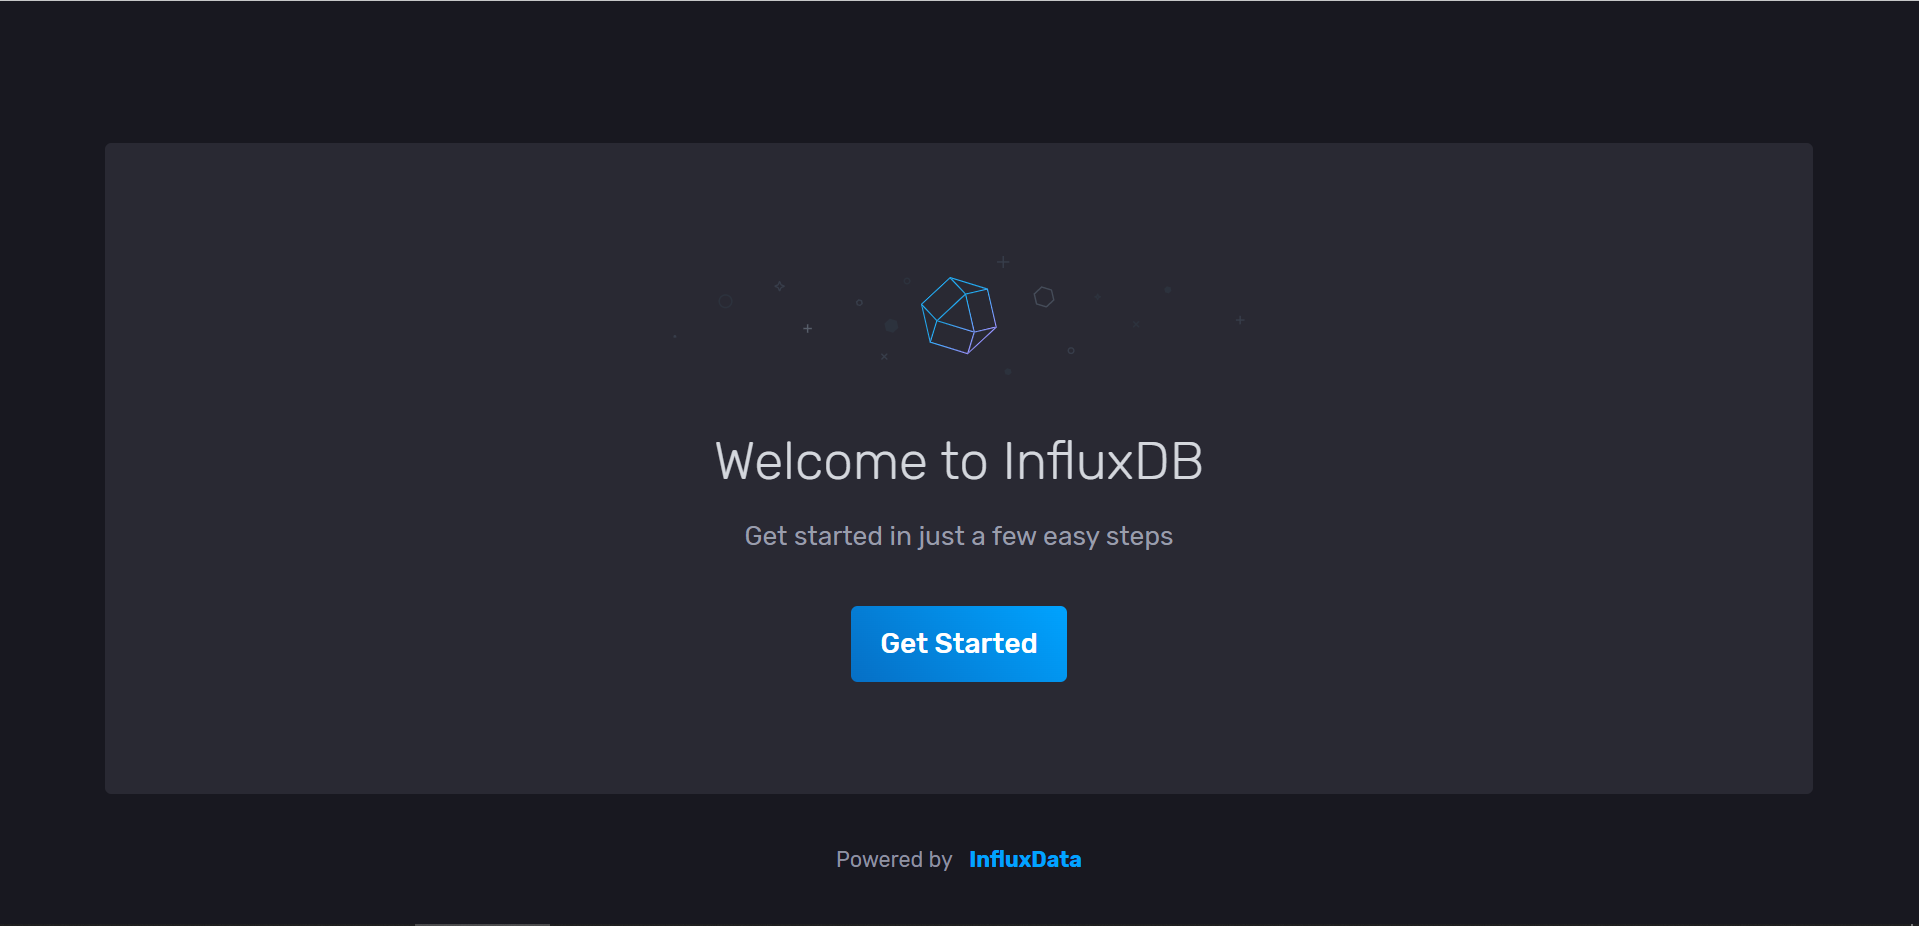 Welcome to InfluxDB
Get started in just a few easy steps
Get Started
Powered by InfluxData